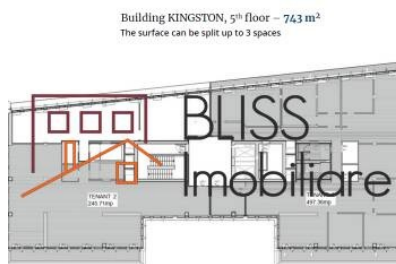 Building KINGSTON, 5th floor – 743 m²
The surface can be split up to 3 spaces
BLISS
Imobiliare
TENANT 2
245.71mp
497.36mp